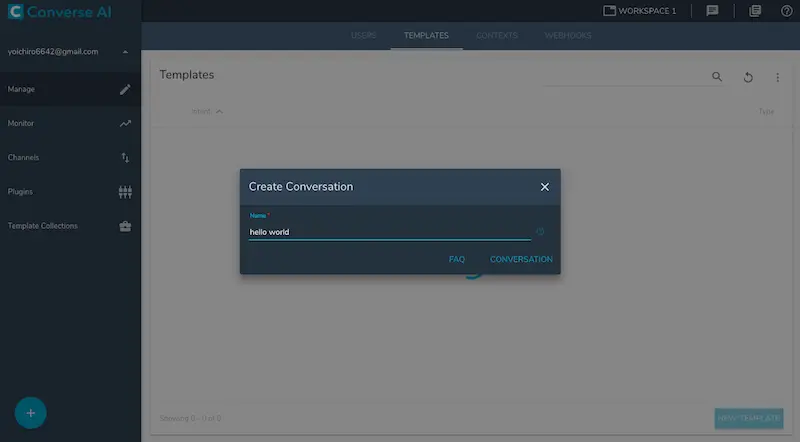 Converse AI
WORKSPACE 1
yoichiro6642@gmail.com
USERS
TEMPLATES
CONTEXTS
WEBHOOKS
Manage
Monitor
Channels
Plugins
Template Collections
Templates
Intent
Type
Create Conversation
Name *
hello world
FAQ
CONVERSATION
Showing 0 - 0 of 0
NEW TEMPLATE